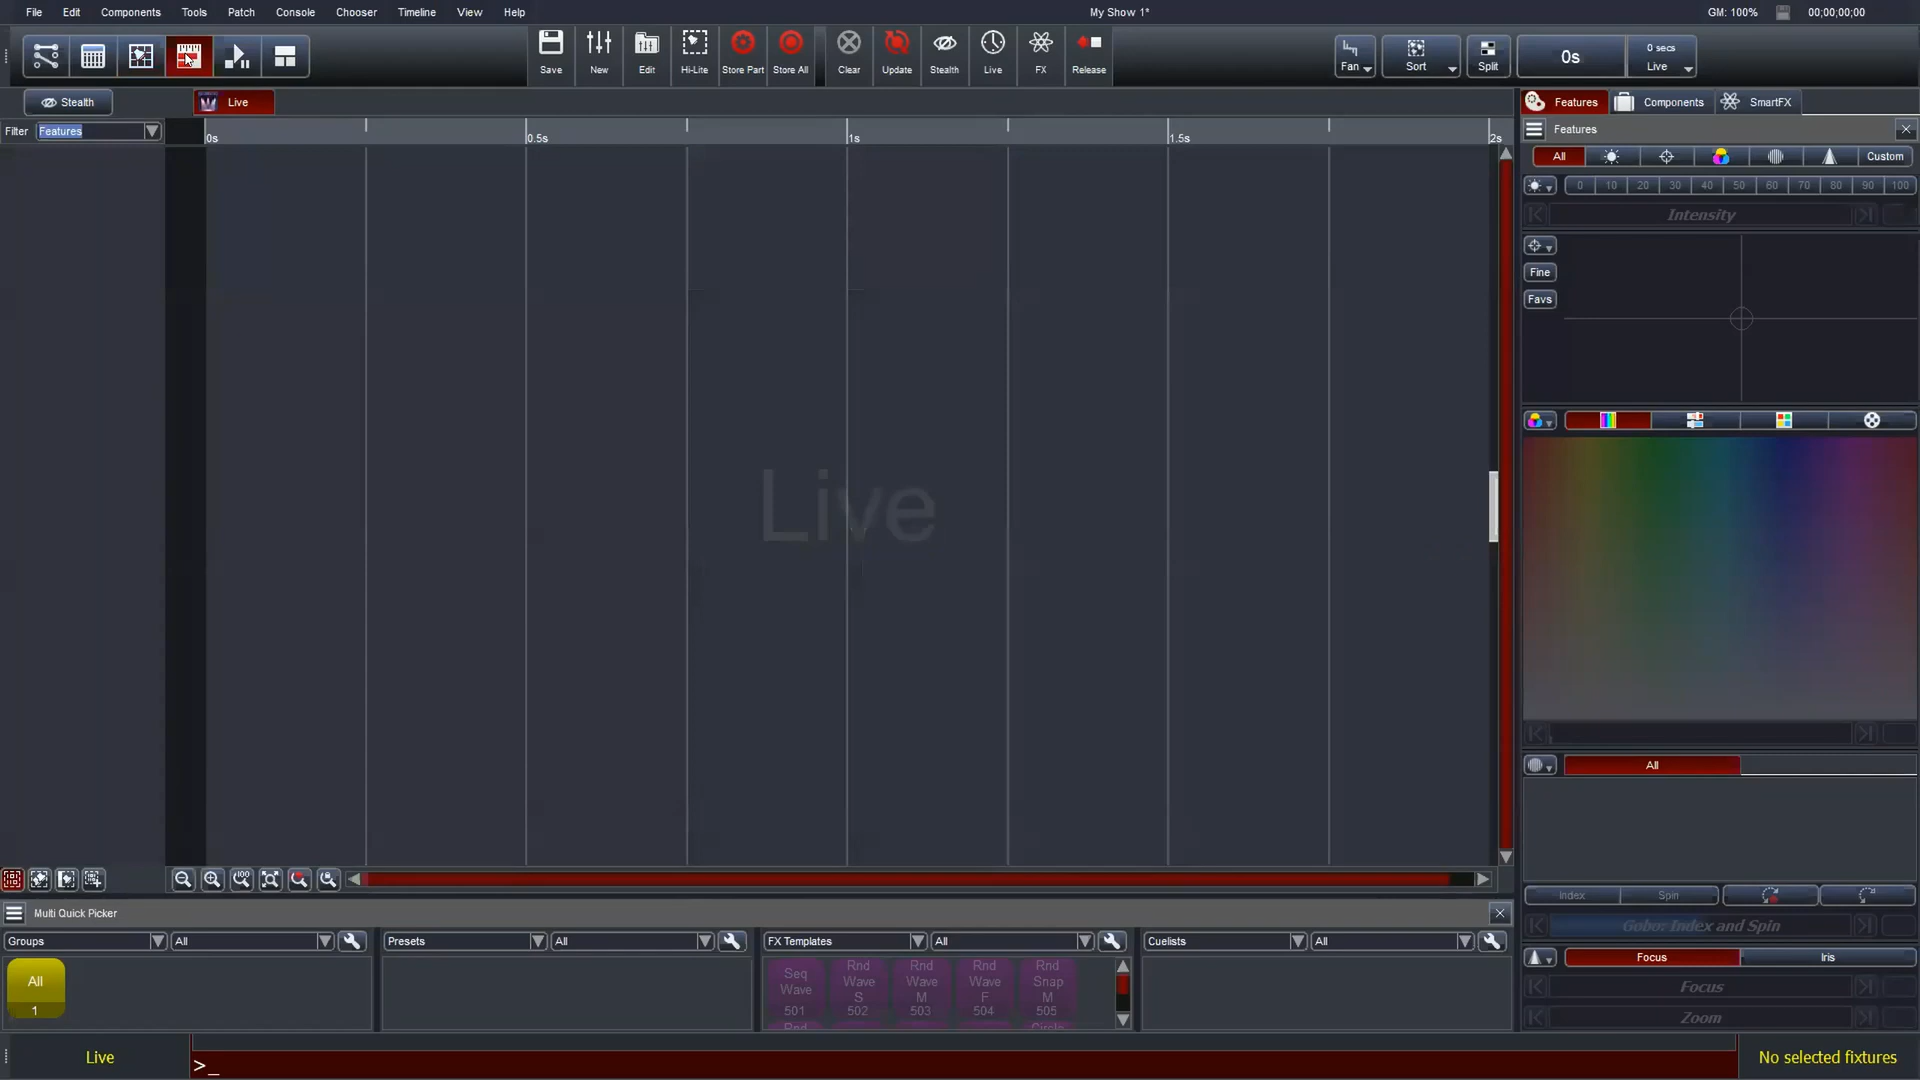 File Edit Components Tools Patch Console Chooser Timeline View Help My Show 1* GM: 100% 00;00;00;00
Save New Edit Hi-Lite Store Part Store All Clear Update Stealth Live FX Release Fan Sort Split 0s 0 secs Live
Stealth Live Features Components SmartFX
Filter Features 0s 0.5s 1s 1.5s 2s Features
All Custom
0 10 20 30 40 50 60 70 80 90 100
Intensity
Fine
Favs
Live
All
Index Spin
Gobo: Index and Spin
Focus Iris
Focus
Zoom
100
Multi Quick Picker
Groups All Presets All FX Templates All Cuelists All
All 1
Seq Wave 501
Rnd Wave S 502
Rnd Wave M 503
Rnd Wave F 504
Rnd Snap M 505
Rnd Circle
Live >_ No selected fixtures